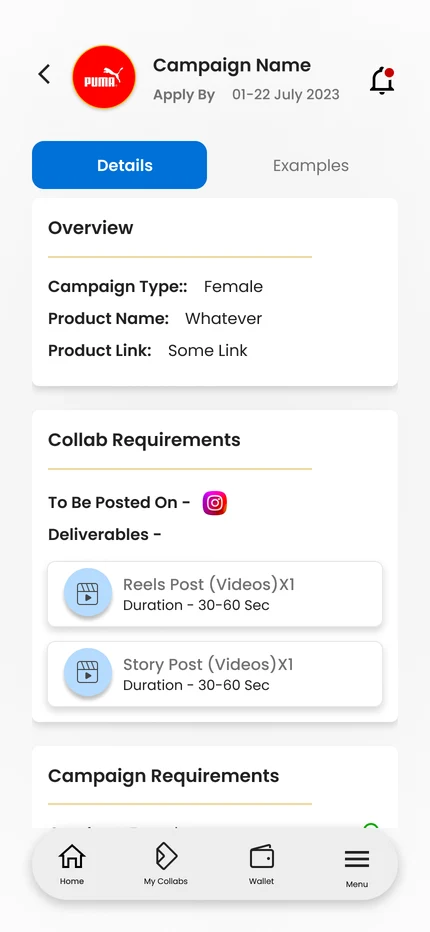 PUMA
Campaign Name
Apply By 01-22 July 2023
Details Examples
Overview
Campaign Type:: Female
Product Name: Whatever
Product Link: Some Link
Collab Requirements
To Be Posted On -
Deliverables -
Reels Post (Videos)X1
Duration - 30-60 Sec
Story Post (Videos)X1
Duration - 30-60 Sec
Campaign Requirements
Home My Collabs Wallet Menu